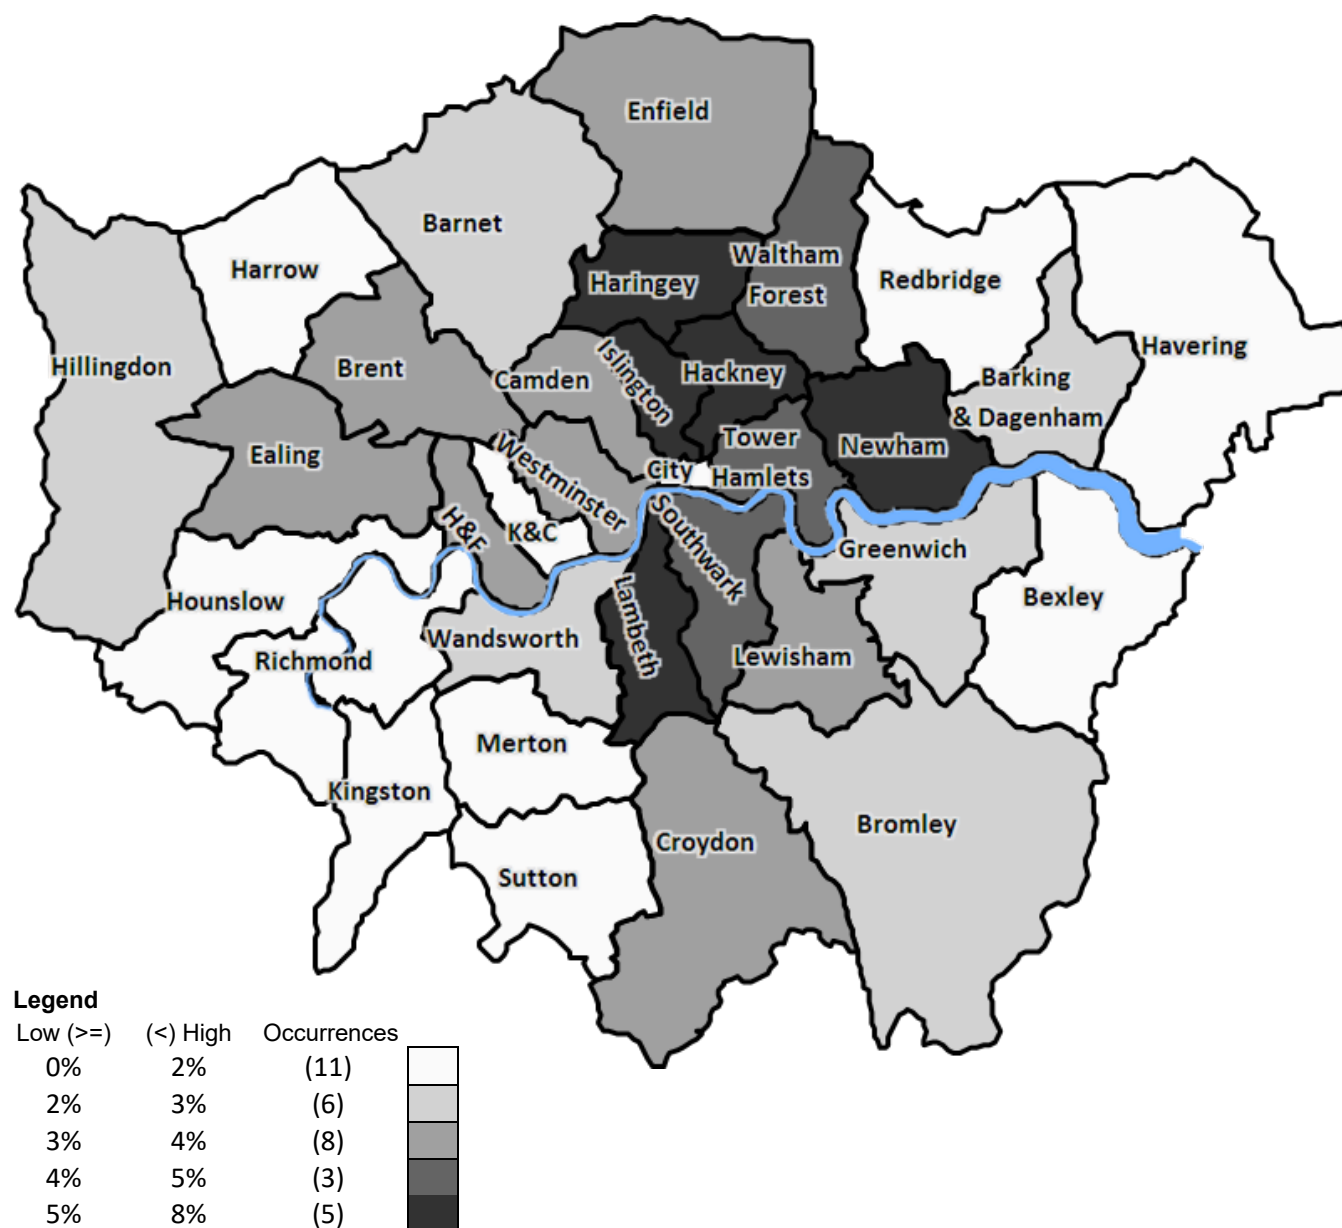 Enfield
Barnet
Harrow
Haringey
Waltham
Forest
Redbridge
Havering
Hillingdon
Brent
Camden
Islington
Hackney
Barking
& Dagenham
Ealing
Westminster
City
Tower
Hamlets
Newham
H&F
K&C
Southwark
Greenwich
Bexley
Hounslow
Richmond
Wandsworth
Lambeth
Lewisham
Merton
Kingston
Sutton
Croydon
Bromley
Legend
Low (>=) (<) High Occurrences
0% 2% (11)
2% 3% (6)
3% 4% (8)
4% 5% (3)
5% 8% (5)